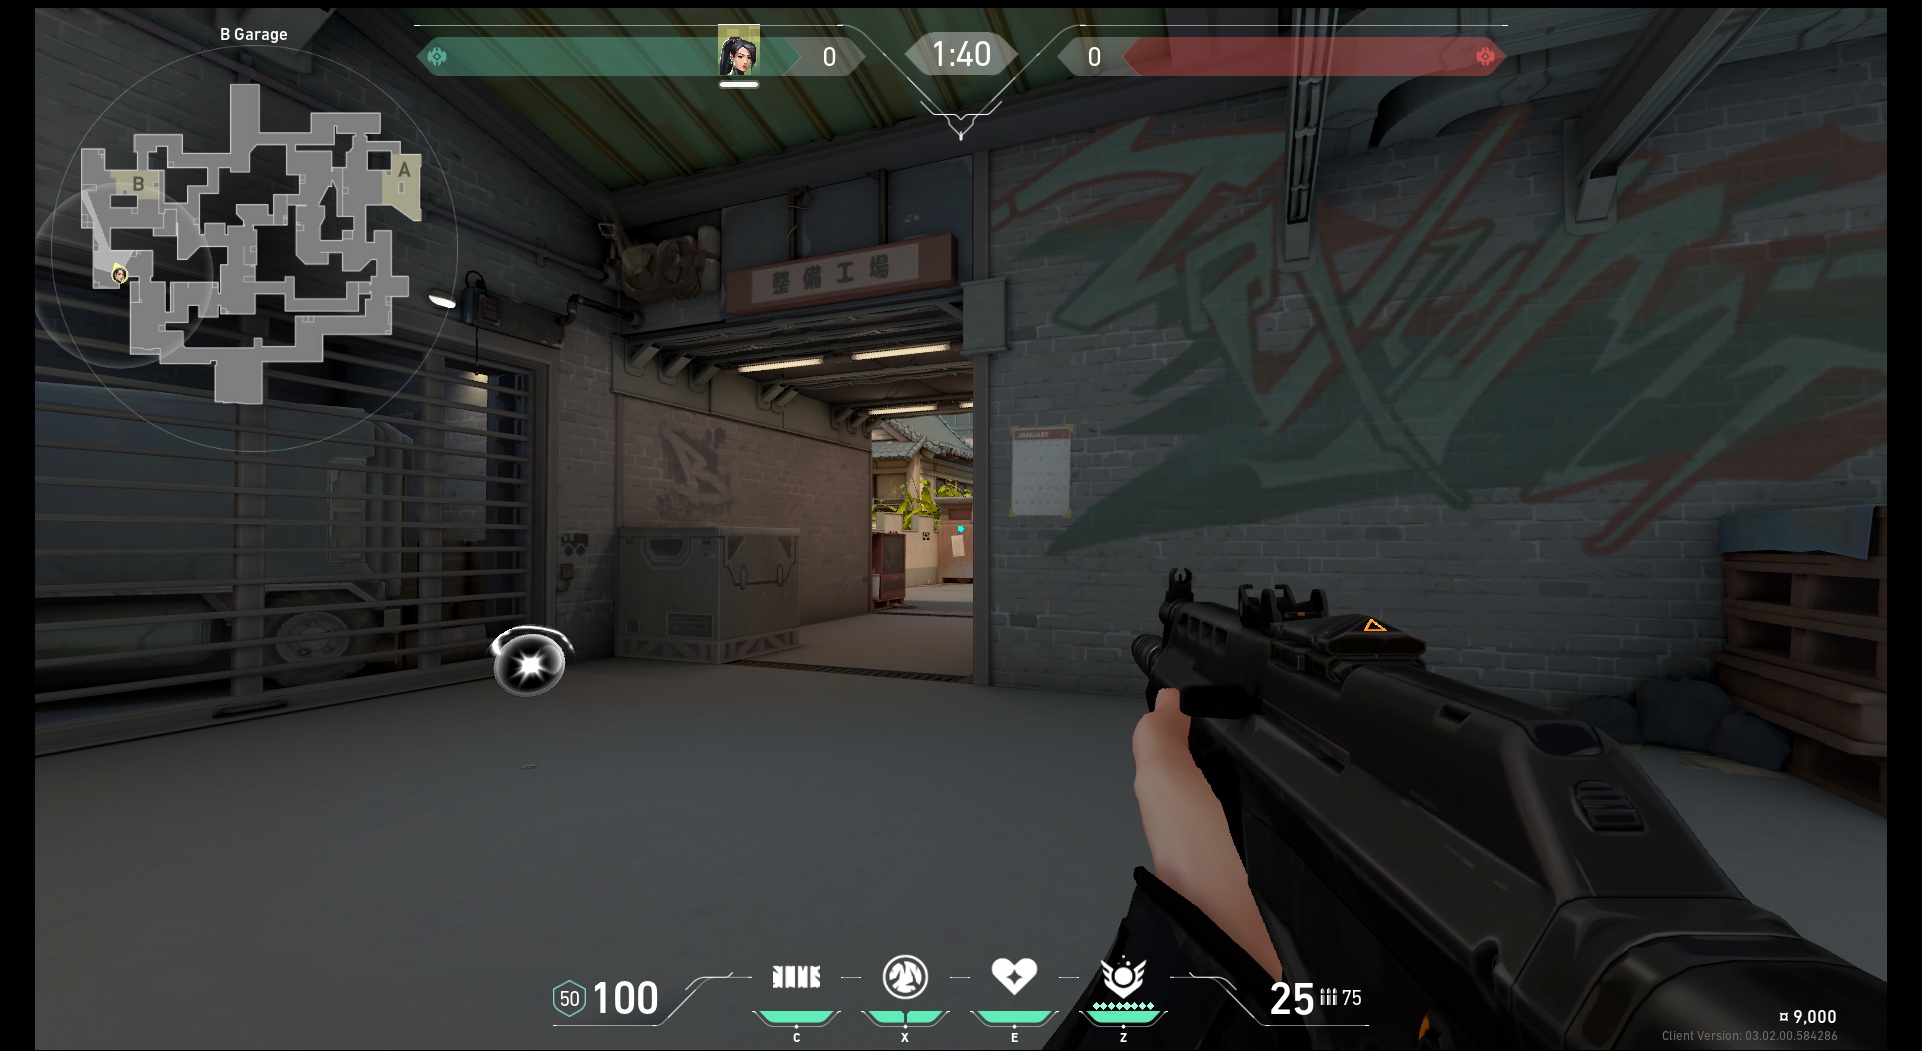 B Garage
0
1:40
0
A
B
整備工場
JANUARY
50
100
C
X
E
Z
25
75
¤ 9,000
Client Version: 03.02.00.584286